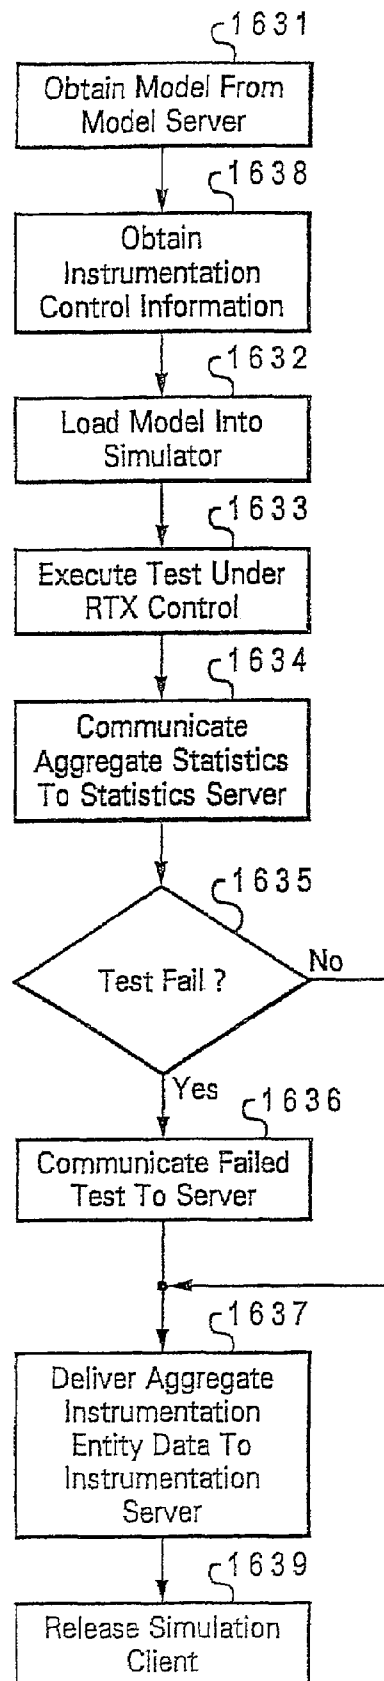 1631
Obtain Model From
Model Server
1638
Obtain
Instrumentation
Control Information
1632
Load Model Into
Simulator
1633
Execute Test Under
RTX Control
1634
Communicate
Aggregate Statistics
To Statistics Server
1635
Test Fail ?
No
Yes
1636
Communicate Failed
Test To Server
1637
Deliver Aggregate
Instrumentation
Entity Data To
Instrumentation
Server
1639
Release Simulation
Client